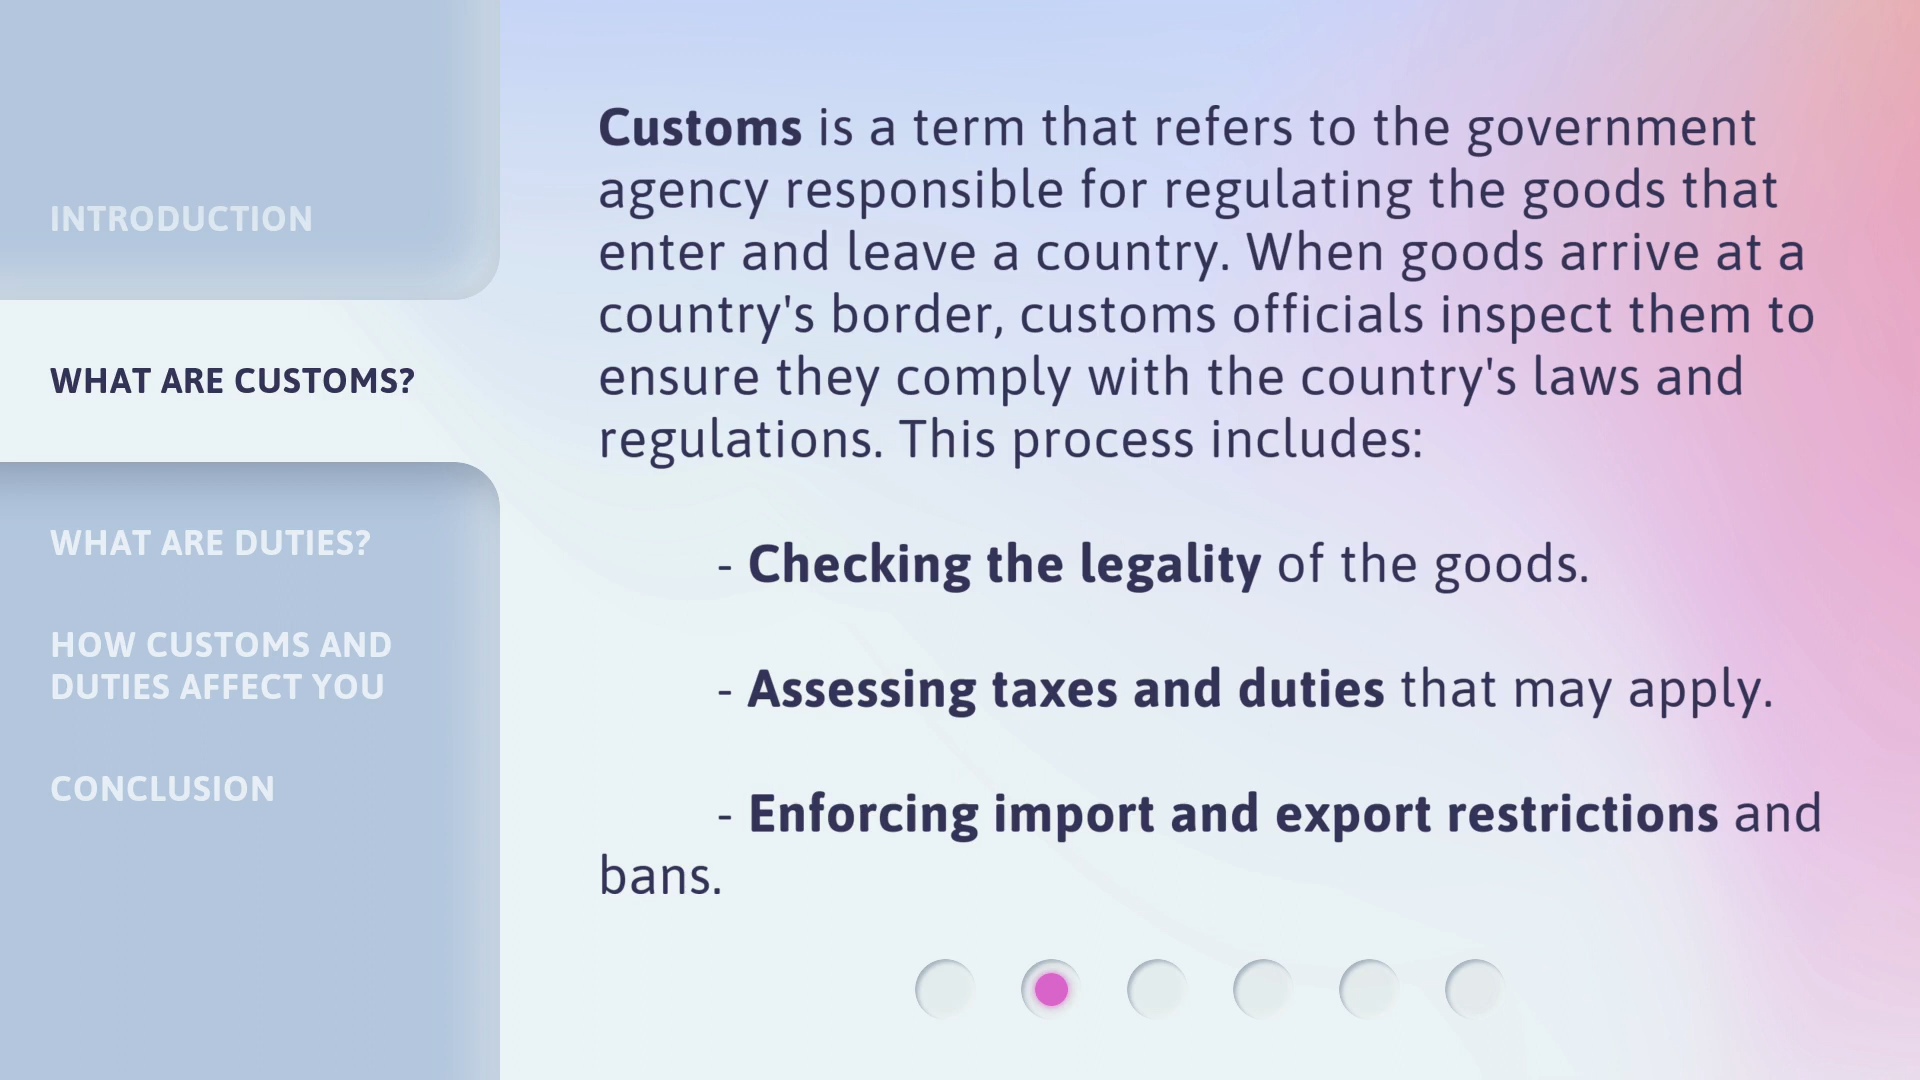 INTRODUCTION
WHAT ARE CUSTOMS?
WHAT ARE DUTIES?
HOW CUSTOMS AND
DUTIES AFFECT YOU
CONCLUSION
Customs is a term that refers to the government
agency responsible for regulating the goods that
enter and leave a country. When goods arrive at a
country's border, customs officials inspect them to
ensure they comply with the country's laws and
regulations. This process includes:
- Checking the legality of the goods.
- Assessing taxes and duties that may apply.
- Enforcing import and export restrictions and
bans.